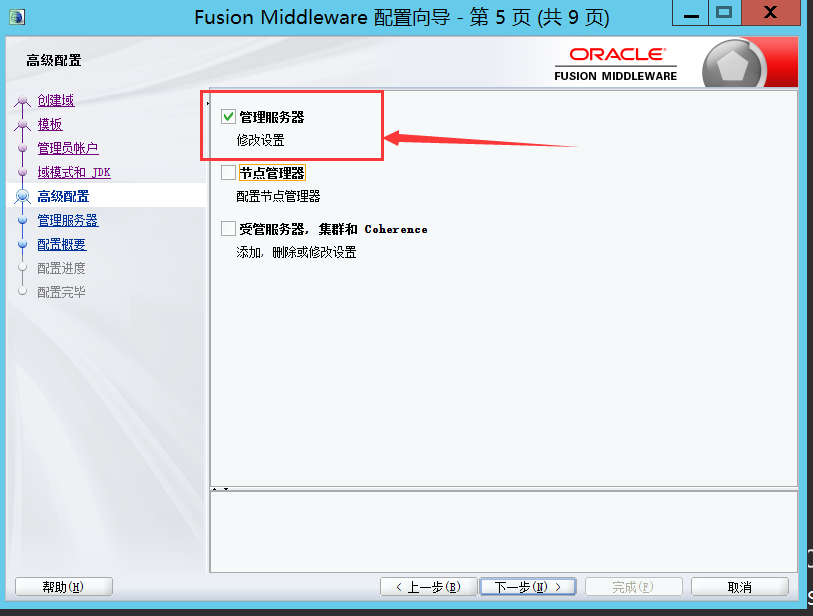 Fusion Middleware 配置向导 - 第 5 页 (共 9 页)
高级配置
ORACLE
FUSION MIDDLEWARE
创建域
模板
管理员帐户
域模式和 JDK
高级配置
管理服务器
配置概要
配置进度
配置完毕
管理服务器
修改设置
节点管理器
配置节点管理器
受管服务器, 集群和 Coherence
添加, 删除或修改设置
帮助(H)
< 上一步(B)
下一步(N) >
完成(F)
取消